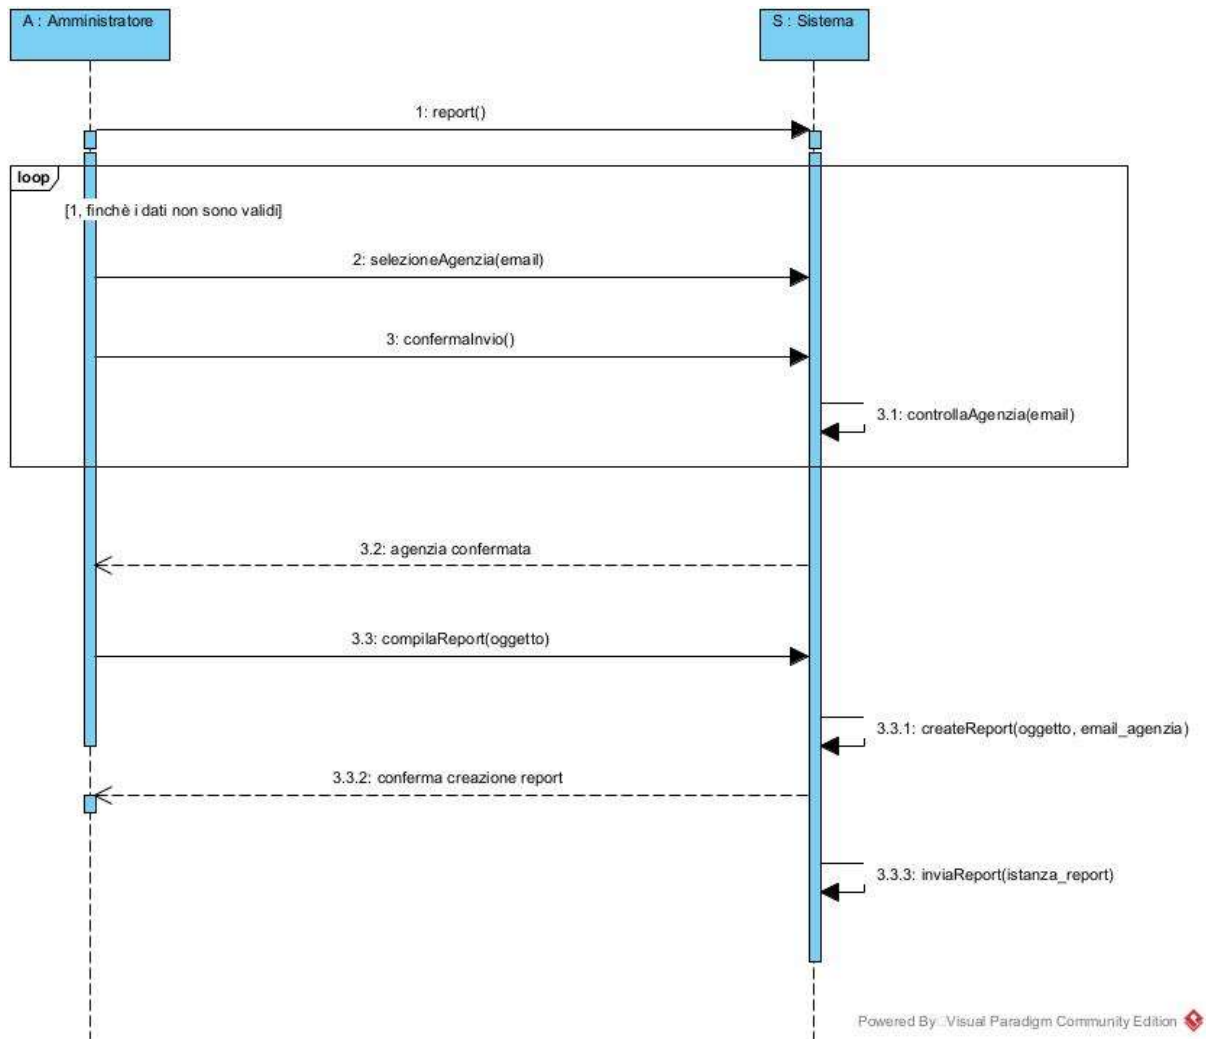 A : Amministratore
S : Sistema
1: report()
loop
[1, finchè i dati non sono validi]
2: selezioneAgenzia(email)
3: confermaInvio()
3.1: controllaAgenzia(email)
3.2: agenzia confermata
3.3: compilaReport(oggetto)
3.3.1: createReport(oggetto, email_agenzia)
3.3.2: conferma creazione report
3.3.3: inviaReport(istanza_report)
Powered By Visual Paradigm Community Edition